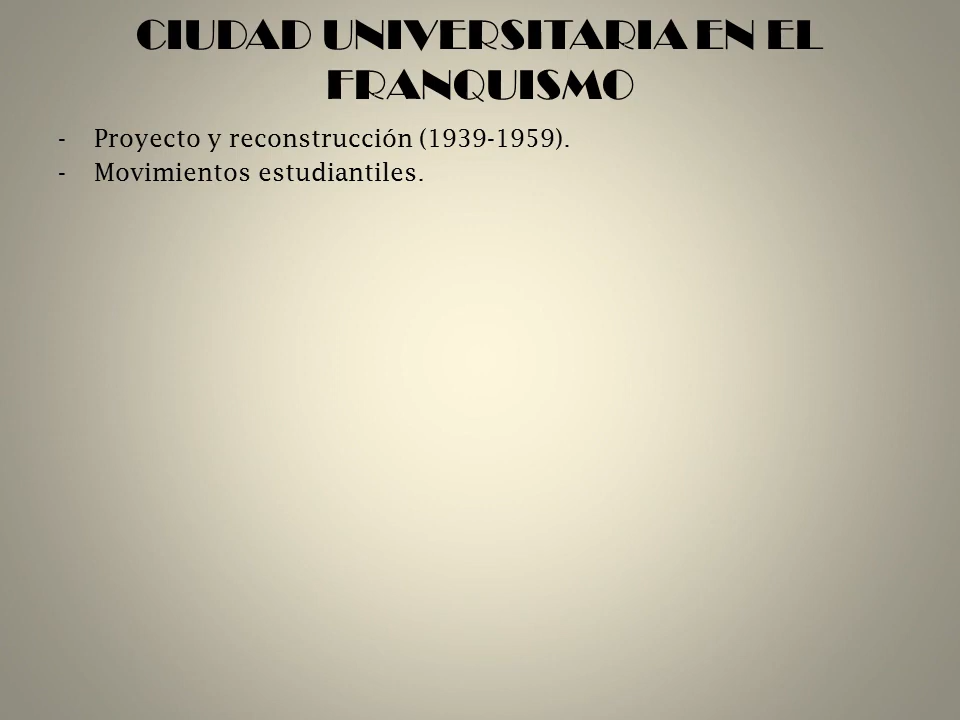 CIUDAD UNIVERSITARIA EN EL
FRANQUISMO
- Proyecto y reconstrucción (1939-1959).
- Movimientos estudiantiles.